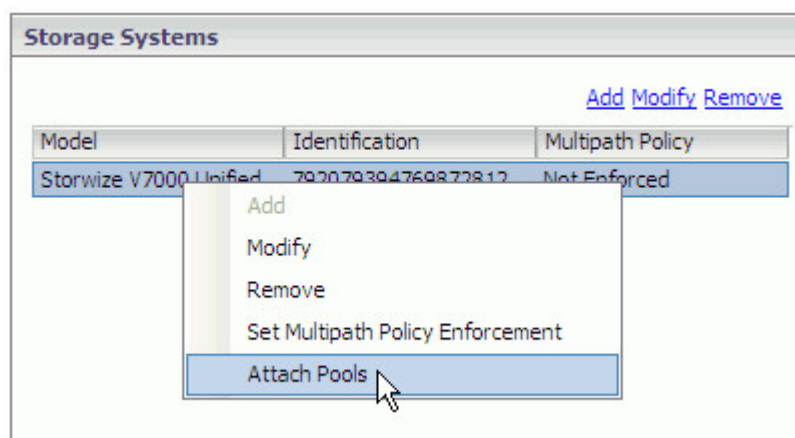 Storage Systems
Add Modify Remove
Model Identification Multipath Policy
Storwize V7000 Unified 792079394769872812 Not Enforced
Add
Modify
Remove
Set Multipath Policy Enforcement
Attach Pools